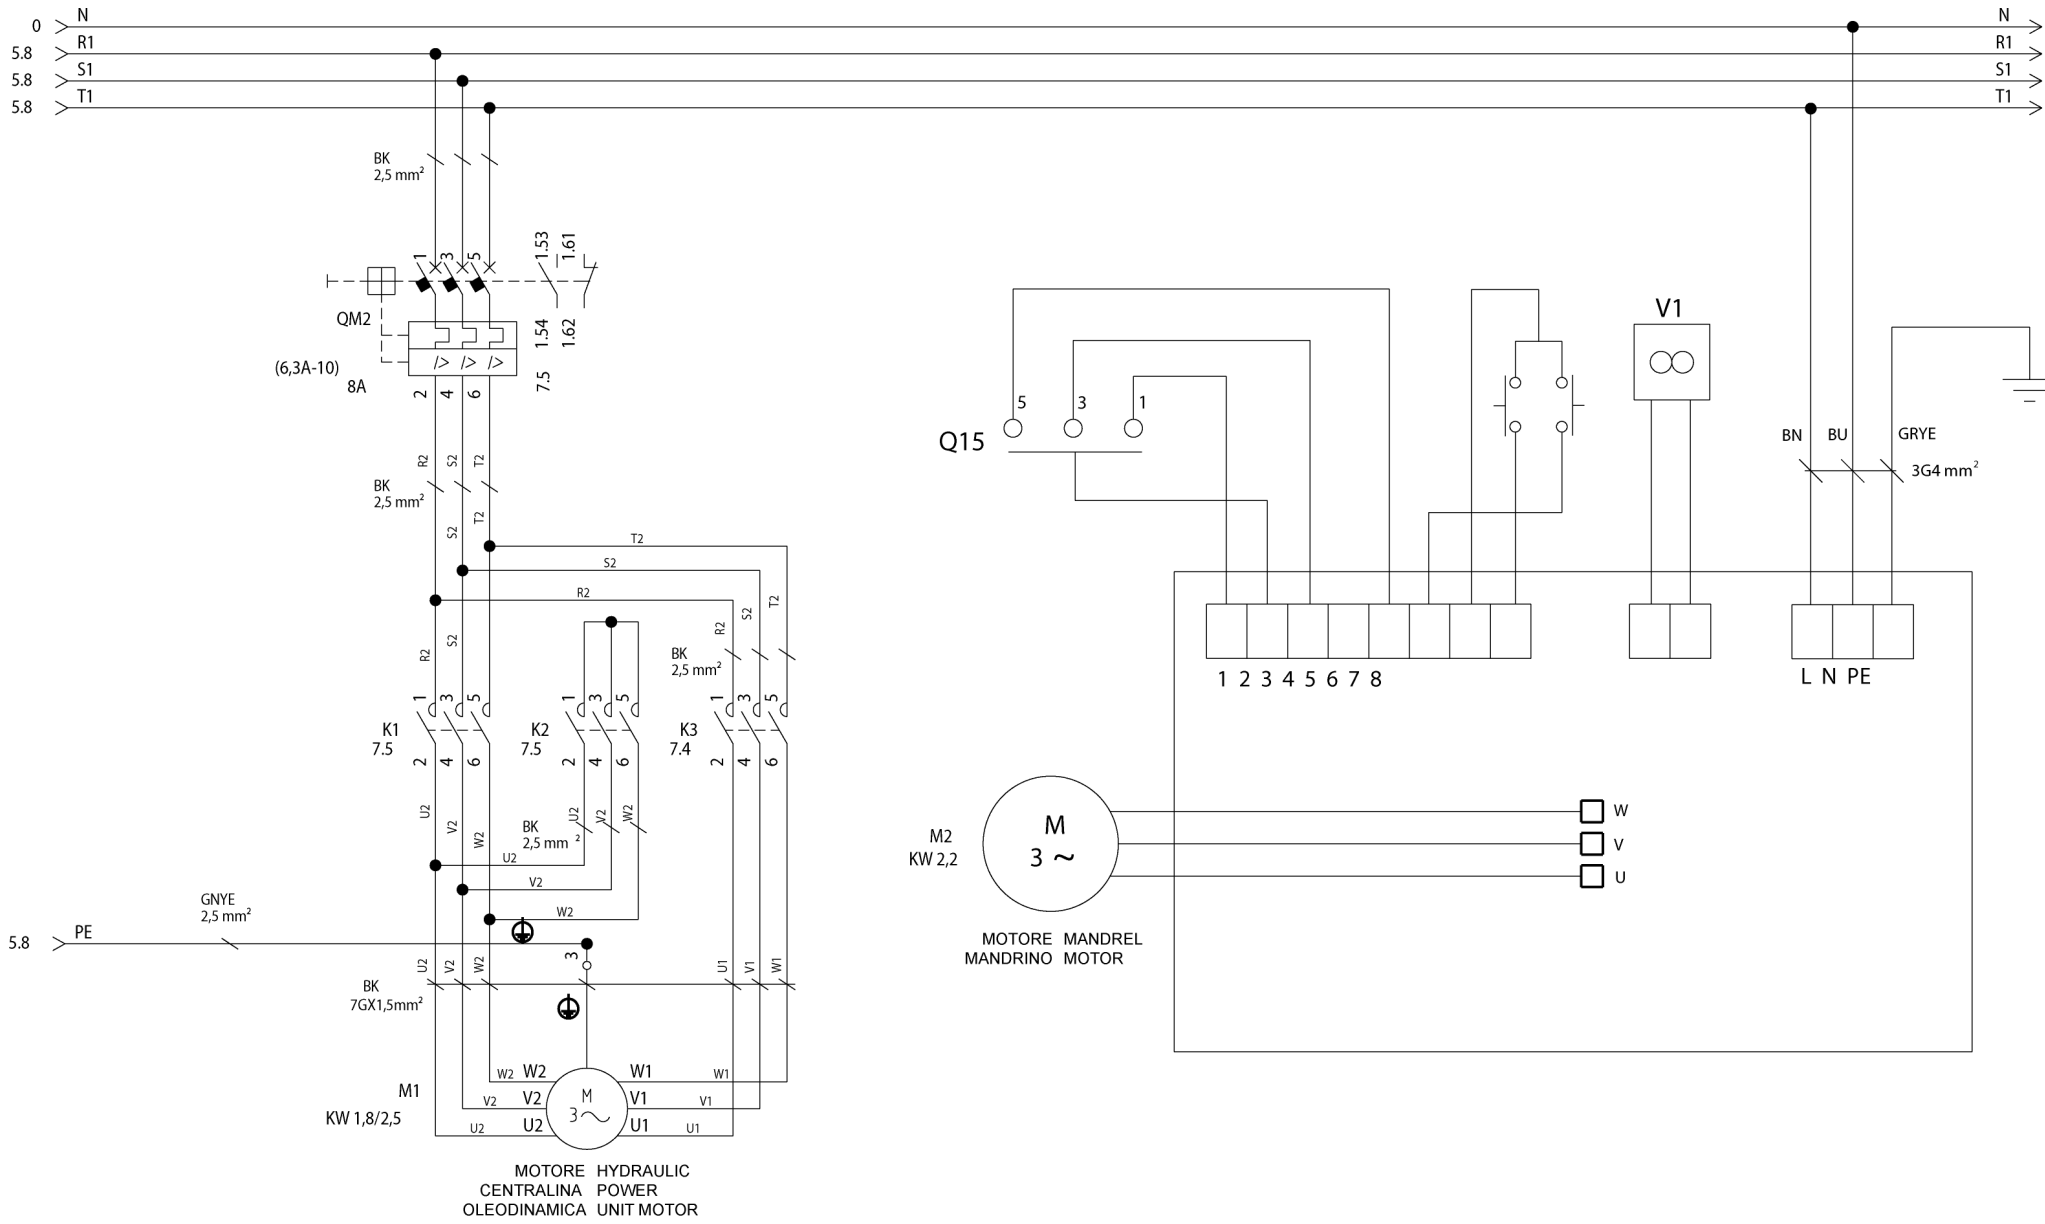 N
N
0
R1
R1
5.8
S1
S1
5.8
T1
T1
5.8
BK
2,5 mm²
1.53
1.61
1
3
5
QM2
1.54
1.62
(6,3A-10)
8A
2
4
6
7.5
V1
5
3
1
Q15
BN
BU
GRYE
3G4 mm²
R2
S2
T2
BK
2,5 mm²
S2
T2
T2
S2
R2
R2
S2
R2
S2
T2
BK
2,5 mm²
1 2 3 4 5 6 7 8
L N PE
1
3
5
1
3
5
1
3
5
K1
7.5
K2
7.5
K3
7.4
2
4
6
2
4
6
2
4
6
U2
V2
W2
BK
2,5 mm²
U2
V2
W2
U2
V2
W2
M2
KW 2,2
M
3 ~
W
V
U
MOTORE MANDREL
MANDRINO MOTOR
GNYE
2,5 mm²
5.8
PE
3
U2
V2
W2
U1
V1
W1
BK
7GX1,5mm²
W2
W2
W1
W1
V2
V2
V1
V1
U2
U2
U1
U1
M
3
M1
KW 1,8/2,5
MOTORE HYDRAULIC
CENTRALINA POWER
OLEODINAMICA UNIT MOTOR